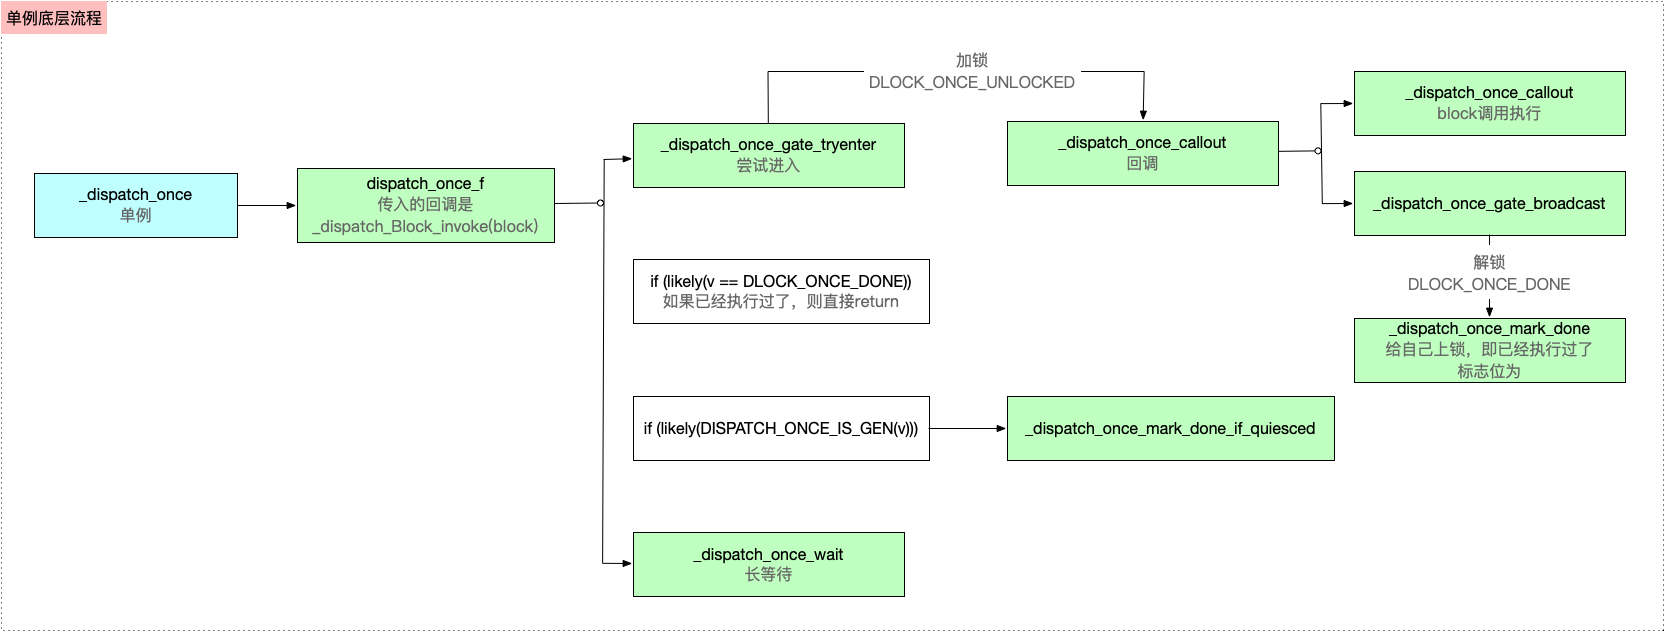 单例底层流程
_dispatch_once
单例
dispatch_once_f
传入的回调是
_dispatch_Block_invoke(block)
_dispatch_once_gate_tryenter
尝试进入
加锁
DLOCK_ONCE_UNLOCKED
_dispatch_once_callout
回调
_dispatch_once_callout
block调用执行
_dispatch_once_gate_broadcast
解锁
DLOCK_ONCE_DONE
_dispatch_once_mark_done
给自己上锁，即已经执行过了
标志位为
if (likely(v == DLOCK_ONCE_DONE))
如果已经执行过了，则直接return
if (likely(DISPATCH_ONCE_IS_GEN(v)))
_dispatch_once_mark_done_if_quiesced
_dispatch_once_wait
长等待